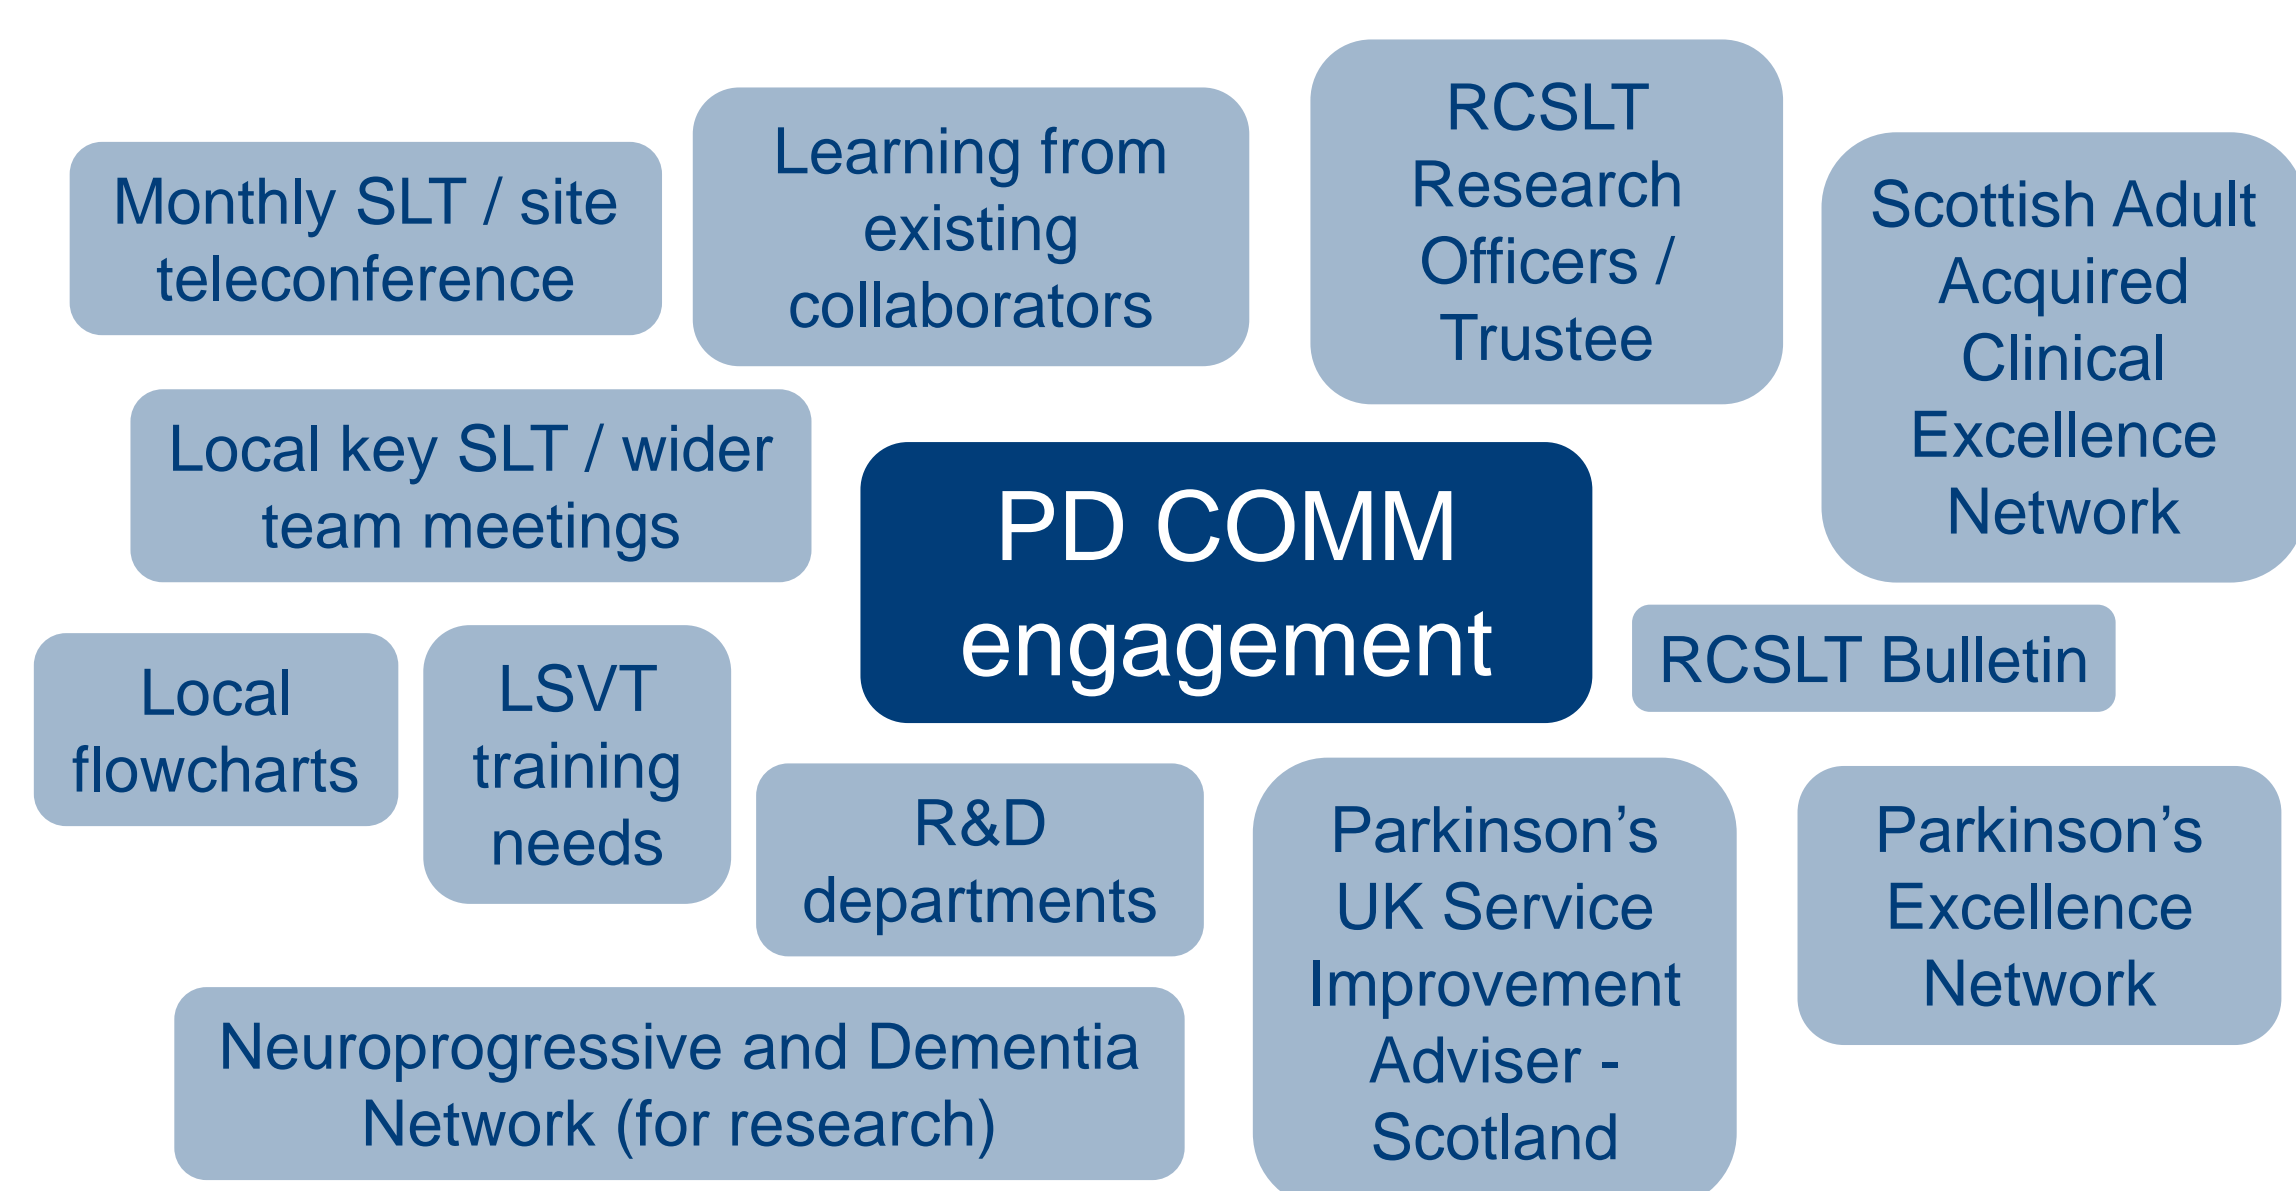 Monthly SLT / site
teleconference
Learning from
existing
collaborators
RCSLT
Research
Officers /
Trustee
Scottish Adult
Acquired
Clinical
Excellence
Network
Local key SLT / wider
team meetings
PD COMM
engagement
RCSLT Bulletin
Local
flowcharts
LSVT
training
needs
R&D
departments
Parkinson’s
UK Service
Improvement
Adviser -
Scotland
Parkinson’s
Excellence
Network
Neuroprogressive and Dementia
Network (for research)